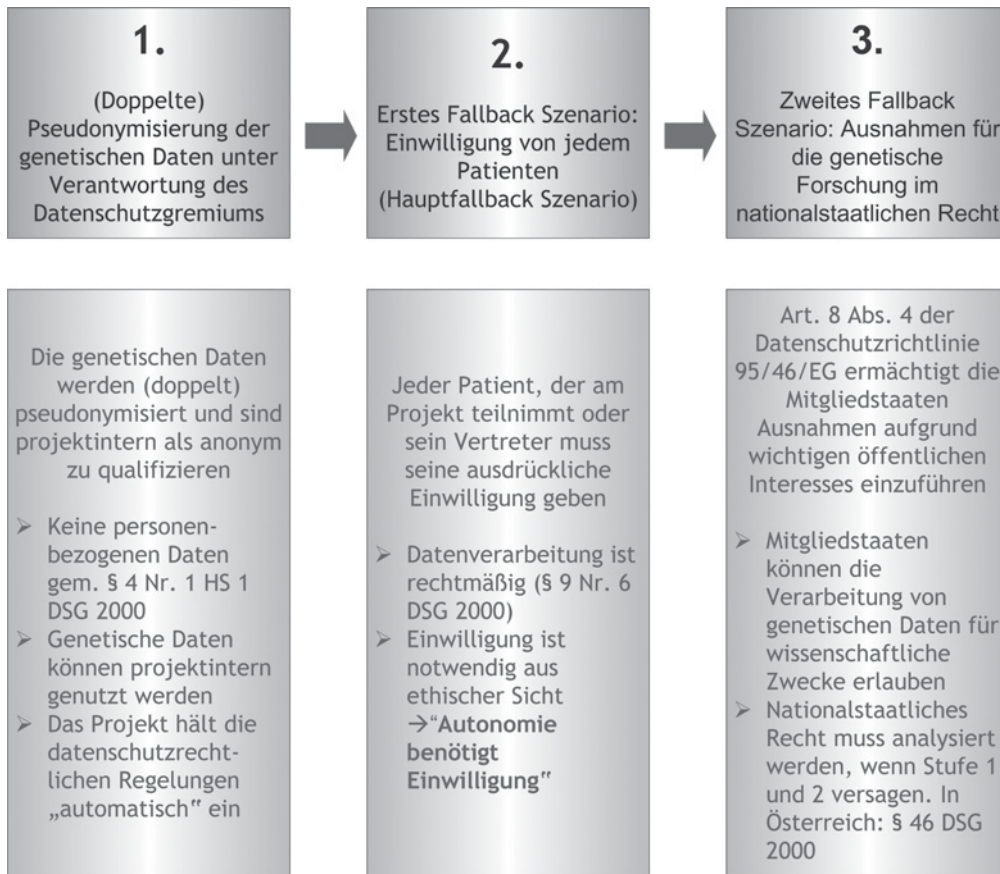 1.
(Doppelte)
Pseudonymisierung der
genetischen Daten unter
Verantwortung des
Datenschutzgremiums
2.
Erstes Fallback Szenario:
Einwilligung von jedem
Patienten
(Hauptfallback Szenario)
3.
Zweites Fallback
Szenario: Ausnahmen für
die genetische
Forschung im
nationalstaatlichen Recht
Die genetischen Daten
werden (doppelt)
pseudonymisiert und sind
projektintern als anonym
zu qualifizieren
➢ Keine personen-
bezogenen Daten
gem. § 4 Nr. 1 HS 1
DSG 2000
➢ Genetische Daten
können projektintern
genutzt werden
➢ Das Projekt hält die
datenschutzrecht-
lichen Regelungen
„automatisch“ ein
Jeder Patient, der am
Projekt teilnimmt oder
sein Vertreter muss
seine ausdrückliche
Einwilligung geben
➢ Datenverarbeitung ist
rechtmäßig (§ 9 Nr. 6
DSG 2000)
➢ Einwilligung ist
notwendig aus
ethischer Sicht
→“Autonomie
benötigt
Einwilligung“
Art. 8 Abs. 4 der
Datenschutzrichtlinie
95/46/EG ermächtigt die
Mitgliedstaaten
Ausnahmen aufgrund
wichtigen öffentlichen
Interesses einzuführen
➢ Mitgliedstaaten
können die
Verarbeitung von
genetischen Daten für
wissenschaftliche
Zwecke erlauben
➢ Nationalstaatliches
Recht muss analysiert
werden, wenn Stufe 1
und 2 versagen. In
Österreich: § 46 DSG
2000